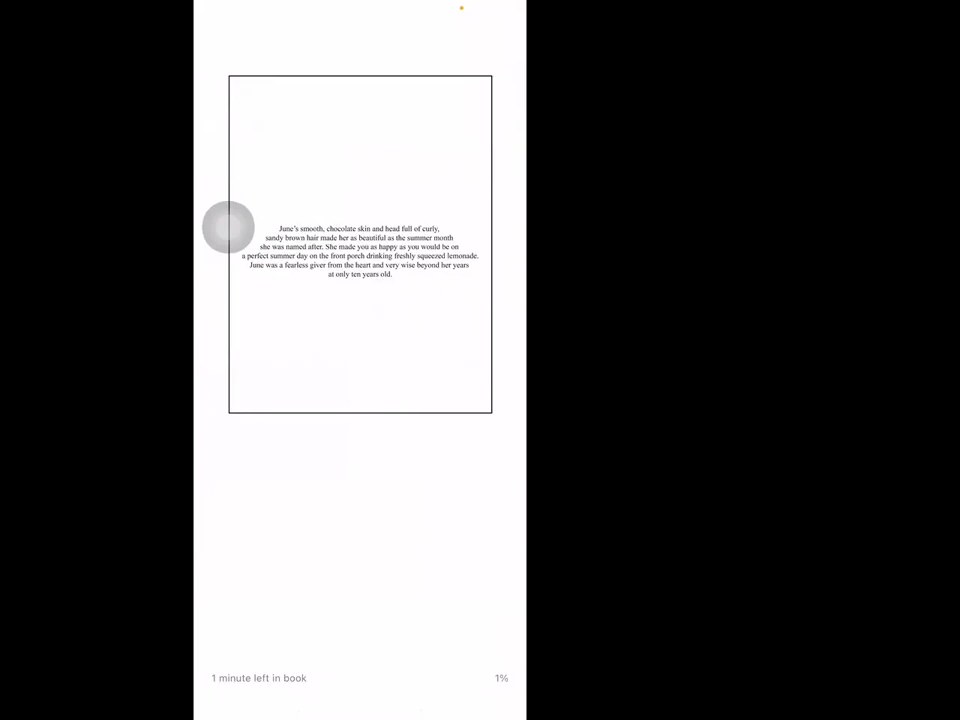 June's smooth, chocolate skin and head full of curly,
sandy brown hair made her as beautiful as the summer month
she was named after. She made you as happy as you would be on
a perfect summer day on the front porch drinking freshly squeezed lemonade.
June was a fearless giver from the heart and very wise beyond her years
at only ten years old.
1 minute left in book 1%